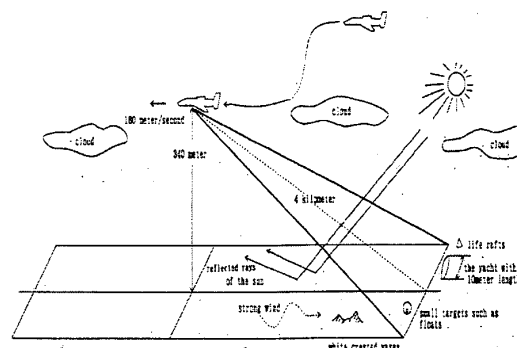 cloud
180 meter/second
cloud
340 meter
cloud
4 kilometer
reflected rays
of the sun
life rafts
the yacht with
10meter length
strong wind
small targets such as
floats
white crested waves